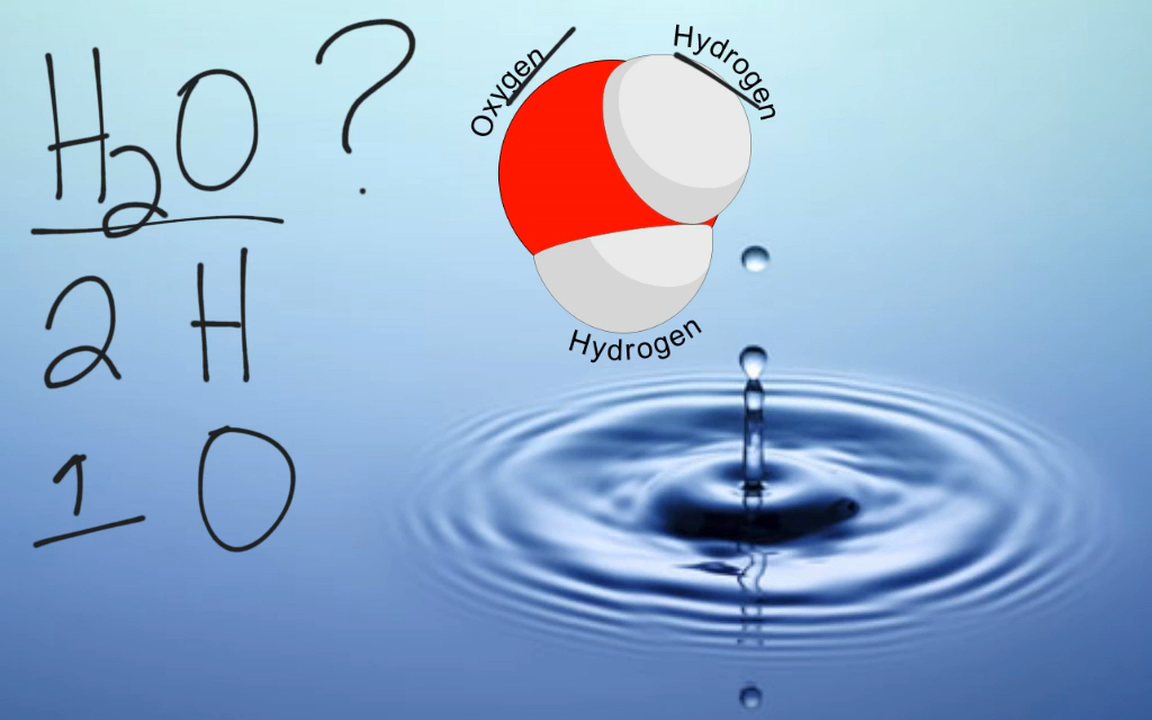 H₂O ?
2 H
1 O
Oxygen
Hydrogen
Hydrogen